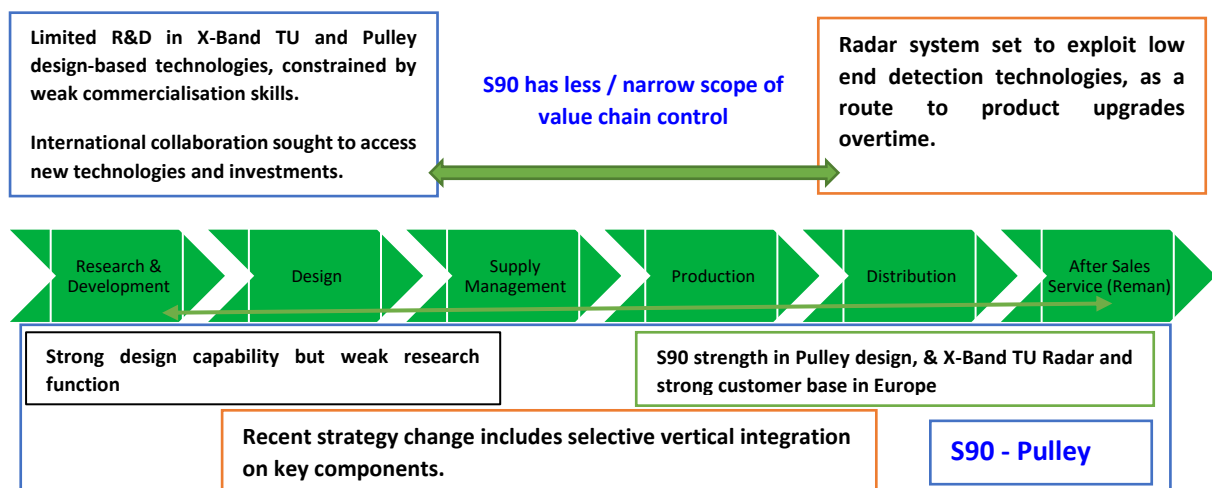 Limited R&D in X-Band TU and Pulley
design-based technologies, constrained by
weak commercialisation skills.
International collaboration sought to access
new technologies and investments.
S90 has less / narrow scope of
value chain control
Radar system set to exploit low
end detection technologies, as a
route to product upgrades
overtime.
Research &
Development
Design
Supply
Management
Production
Distribution
After Sales
Service (Reman)
Strong design capability but weak research
function
S90 strength in Pulley design, & X-Band TU Radar and
strong customer base in Europe
Recent strategy change includes selective vertical integration
on key components.
S90 - Pulley